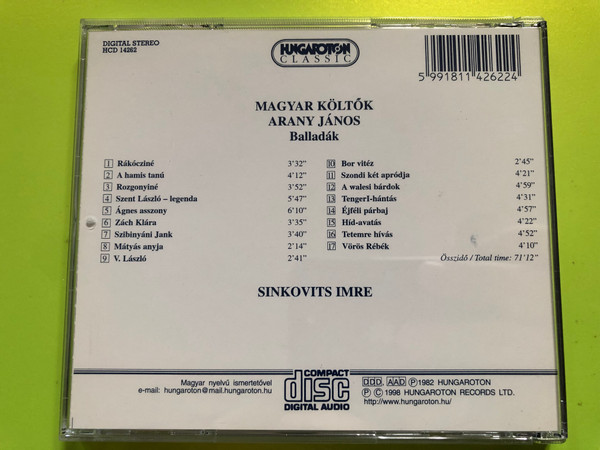 DIGITAL STEREO
HCD 14262
HUNGAROTON
CLASSIC
5 991811 426224
MAGYAR KÖLTŐK
ARANY JÁNOS
Balladák
1 Rákócziné 3'32"
2 A hamis tanú 4'12"
3 Rozgonyiné 3'52"
4 Szent László – legenda 5'47"
5 Ágnes asszony 6'10"
6 Zách Klára 3'35"
7 Szibinyáni Jank 3'40"
8 Mátyás anyja 2'14"
9 V. László 2'41"
10 Bor vitéz 2'45"
11 Szondi két apródja 4'21"
12 A walesi bárdok 4'59"
13 TengerI-hántás 4'31"
14 Éjféli párbaj 4'57"
15 Híd-avatás 4'22"
16 Tetemre hívás 4'52"
17 Vörös Rébék 4'10"
Összidő / Total time: 71'12"
SINKOVITS IMRE
Magyar nyelvű ismertetővel
e-mail: hungaroton@mail.hungaroton.hu
COMPACT
disc
DIGITAL AUDIO
DDD, AAD Ⓟ 1982 HUNGAROTON
Ⓟ © 1998 HUNGAROTON RECORDS LTD.
http://www.hungaroton.hu/